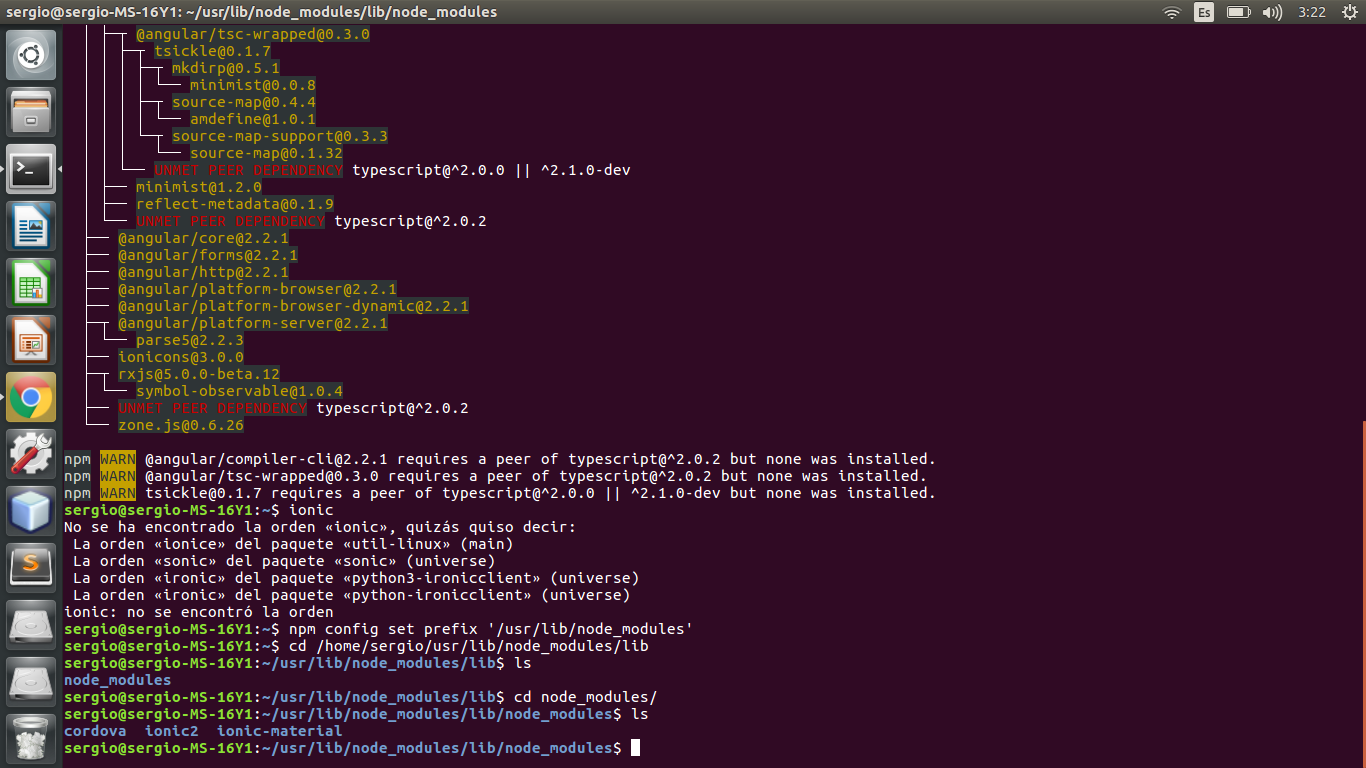 sergio@sergio-MS-16Y1: ~/usr/lib/node_modules/lib/node_modules
Es
3:22
@angular/tsc-wrapped@0.3.0
tsickle@0.1.7
mkdirp@0.5.1
minimist@0.0.8
source-map@0.4.4
amdefine@1.0.1
source-map-support@0.3.3
source-map@0.1.32
UNMET PEER DEPENDENCY typescript@^2.0.0 || ^2.1.0-dev
minimist@1.2.0
reflect-metadata@0.1.9
UNMET PEER DEPENDENCY typescript@^2.0.2
@angular/core@2.2.1
@angular/forms@2.2.1
@angular/http@2.2.1
@angular/platform-browser@2.2.1
@angular/platform-browser-dynamic@2.2.1
@angular/platform-server@2.2.1
parse5@2.2.3
ionicons@3.0.0
rxjs@5.0.0-beta.12
symbol-observable@1.0.4
UNMET PEER DEPENDENCY typescript@^2.0.2
zone.js@0.6.26
npm WARN @angular/compiler-cli@2.2.1 requires a peer of typescript@^2.0.2 but none was installed.
npm WARN @angular/tsc-wrapped@0.3.0 requires a peer of typescript@^2.0.2 but none was installed.
npm WARN tsickle@0.1.7 requires a peer of typescript@^2.0.0 || ^2.1.0-dev but none was installed.
sergio@sergio-MS-16Y1:~$ ionic
No se ha encontrado la orden «ionic», quizás quiso decir:
La orden «ionice» del paquete «util-linux» (main)
La orden «sonic» del paquete «sonic» (universe)
La orden «ironic» del paquete «python3-ironicclient» (universe)
La orden «ironic» del paquete «python-ironicclient» (universe)
ionic: no se encontró la orden
sergio@sergio-MS-16Y1:~$ npm config set prefix '/usr/lib/node_modules'
sergio@sergio-MS-16Y1:~$ cd /home/sergio/usr/lib/node_modules/lib
sergio@sergio-MS-16Y1:~/usr/lib/node_modules/lib$ ls
node_modules
sergio@sergio-MS-16Y1:~/usr/lib/node_modules/lib$ cd node_modules/
sergio@sergio-MS-16Y1:~/usr/lib/node_modules/lib/node_modules$ ls
cordova ionic2 ionic-material
sergio@sergio-MS-16Y1:~/usr/lib/node_modules/lib/node_modules$